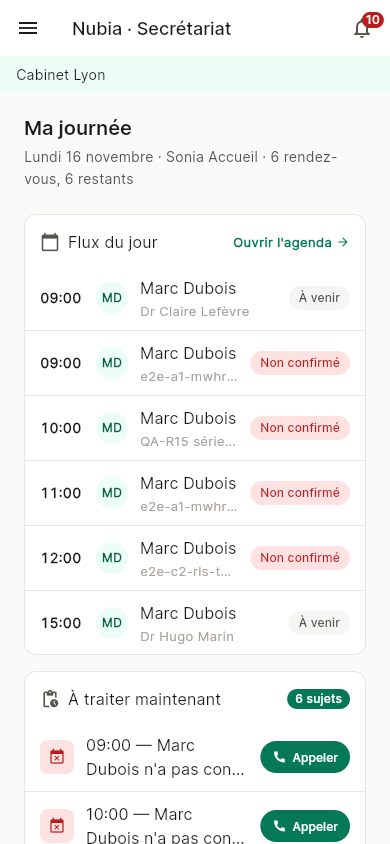 Nubia · Secrétariat
10
Cabinet Lyon
Ma journée
Lundi 16 novembre · Sonia Accueil · 6 rendez-
vous, 6 restants
Flux du jour
Ouvrir l'agenda →
09:00 MD Marc Dubois À venir
Dr Claire Lefèvre
09:00 MD Marc Dubois Non confirmé
e2e-a1-mwhr...
10:00 MD Marc Dubois Non confirmé
QA-R15 série...
11:00 MD Marc Dubois Non confirmé
e2e-a1-mwhr...
12:00 MD Marc Dubois Non confirmé
e2e-c2-rls-t...
15:00 MD Marc Dubois À venir
Dr Hugo Marin
À traiter maintenant
6 sujets
09:00 — Marc
Dubois n'a pas con...
Appeler
10:00 — Marc
Dubois n'a pas con...
Appeler